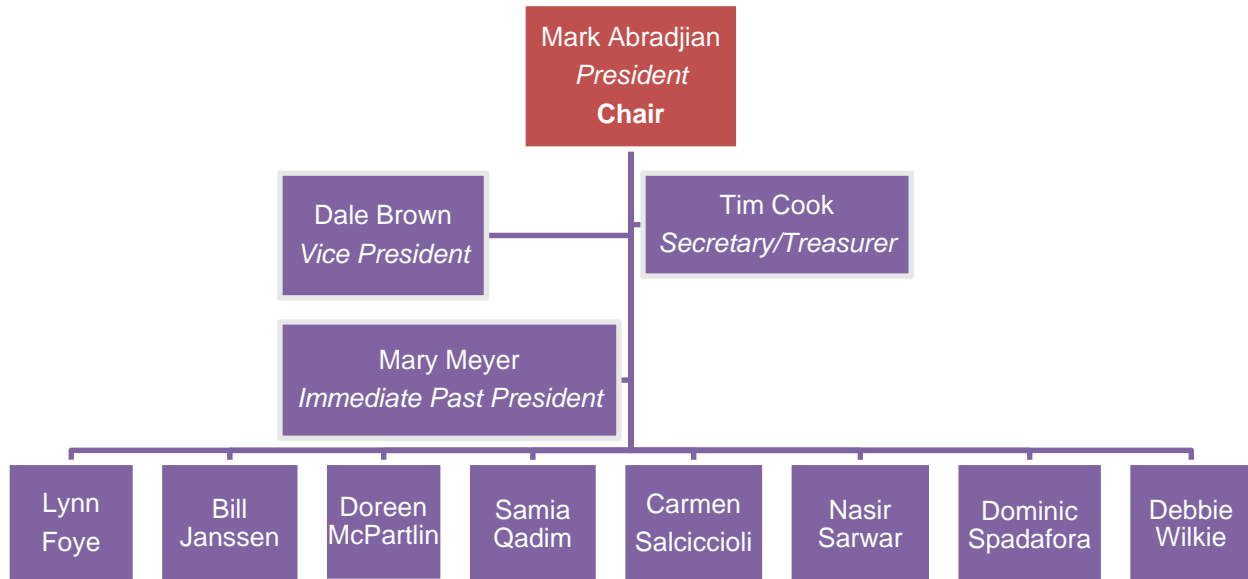 Mark Abradjian
President
Chair
Dale Brown
Vice President
Tim Cook
Secretary/Treasurer
Mary Meyer
Immediate Past President
Lynn
Foye
Bill
Janssen
Doreen
McPartlin
Samia
Qadim
Carmen
Salciccioli
Nasir
Sarwar
Dominic
Spadafora
Debbie
Wilkie